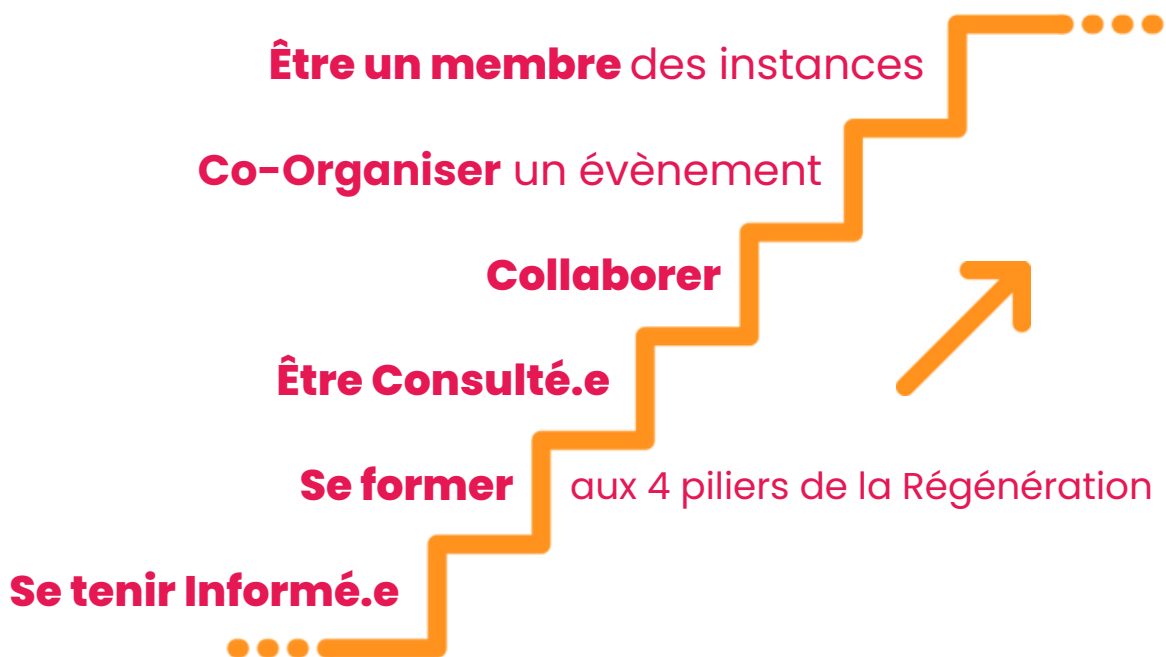 Être un membre des instances
Co-Organiser un évènement
Collaborer
Être Consulté.e
Se former aux 4 piliers de la Régénération
Se tenir Informé.e